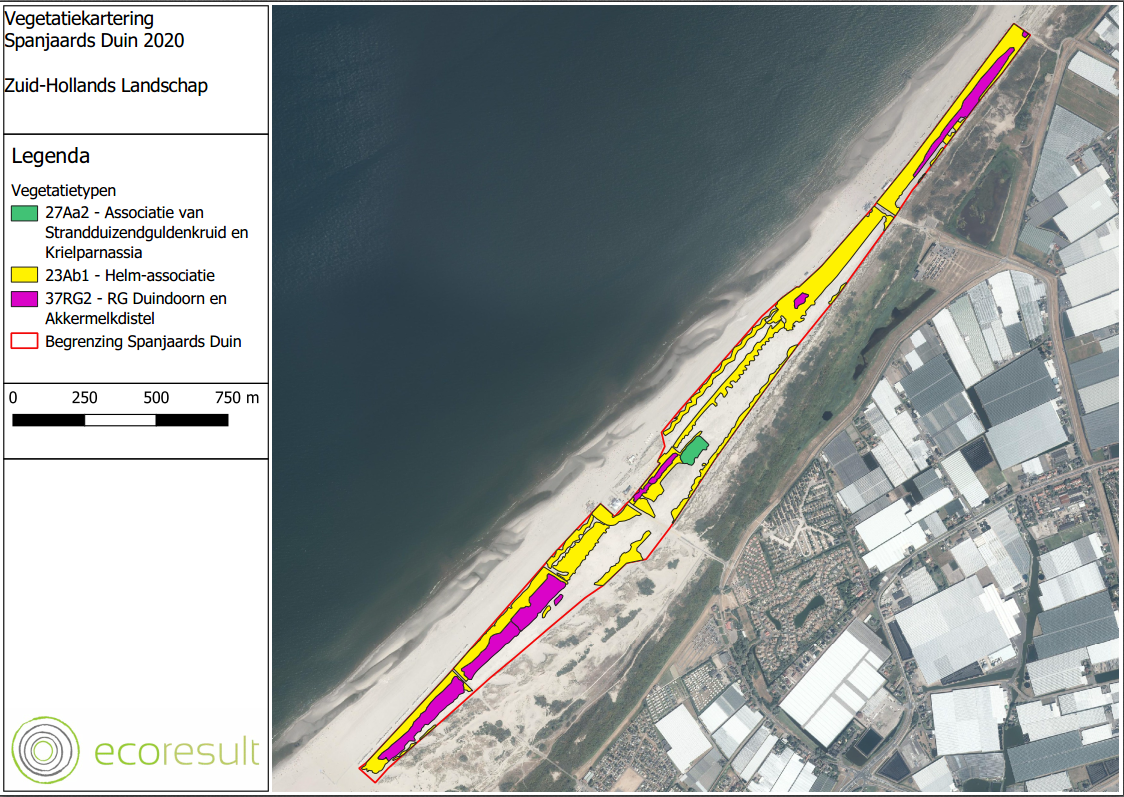 Vegetatiekartering
Spanjaards Duin 2020
Zuid-Hollands Landschap
Legenda
Vegetatietypen
27Aa2 - Associatie van
Strandduizendguldenkruid en
Krielparnassia
23Ab1 - Helm-associatie
37RG2 - RG Duindoorn en
Akkermelkdistel
Begrenzing Spanjaards Duin
0 250 500 750 m
ecoresult